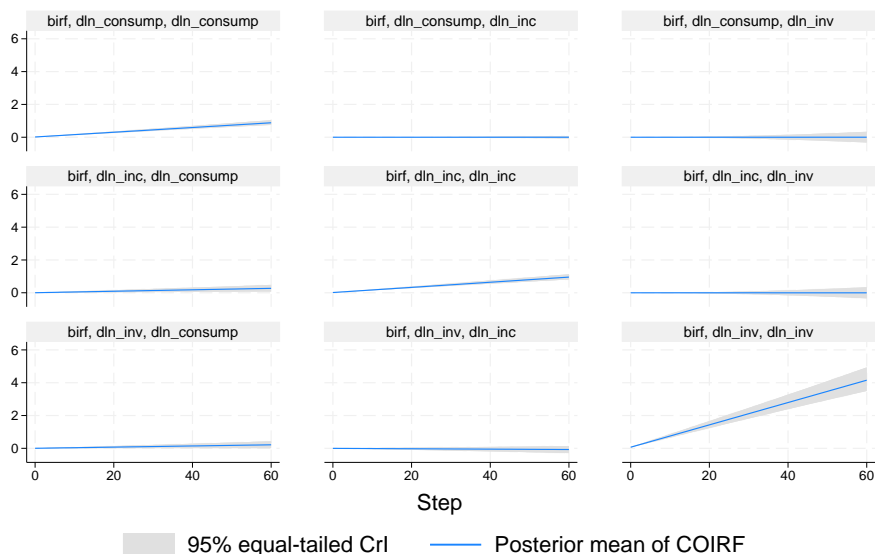 birf, dln_consump, dln_consump
birf, dln_consump, dln_inc
birf, dln_consump, dln_inv
6
4
2
0
birf, dln_inc, dln_consump
birf, dln_inc, dln_inc
birf, dln_inc, dln_inv
6
4
2
0
birf, dln_inv, dln_consump
birf, dln_inv, dln_inc
birf, dln_inv, dln_inv
6
4
2
0
0 20 40 60
0 20 40 60
0 20 40 60
Step
95% equal-tailed CrI
Posterior mean of COIRF